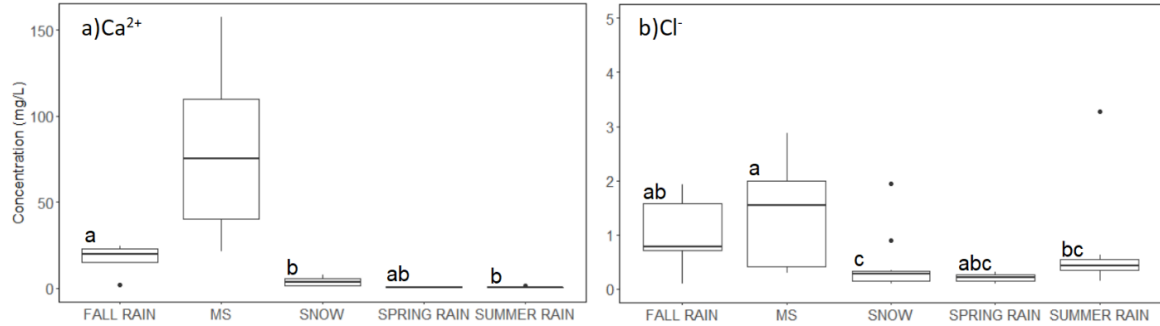 a)Ca²⁺
Concentration (mg/L)
150
100
50
0
a
b
ab
b
FALL RAIN MS SNOW SPRING RAIN SUMMER RAIN
b)Cl⁻
5
4
3
2
1
0
ab
a
c
abc
bc
FALL RAIN MS SNOW SPRING RAIN SUMMER RAIN